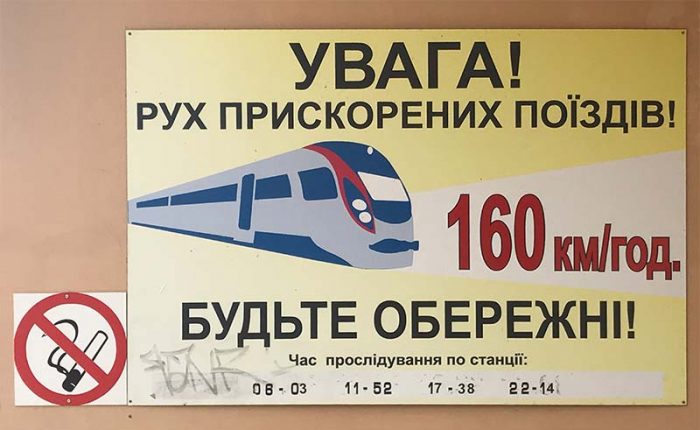 УВАГА!
РУХ ПРИСКОРЕНИХ ПОЇЗДІВ!
160 КМ/ГОД.
БУДЬТЕ ОБЕРЕЖНІ!
Час прослідування по станції:
06-03 11-52 17-38 22-14